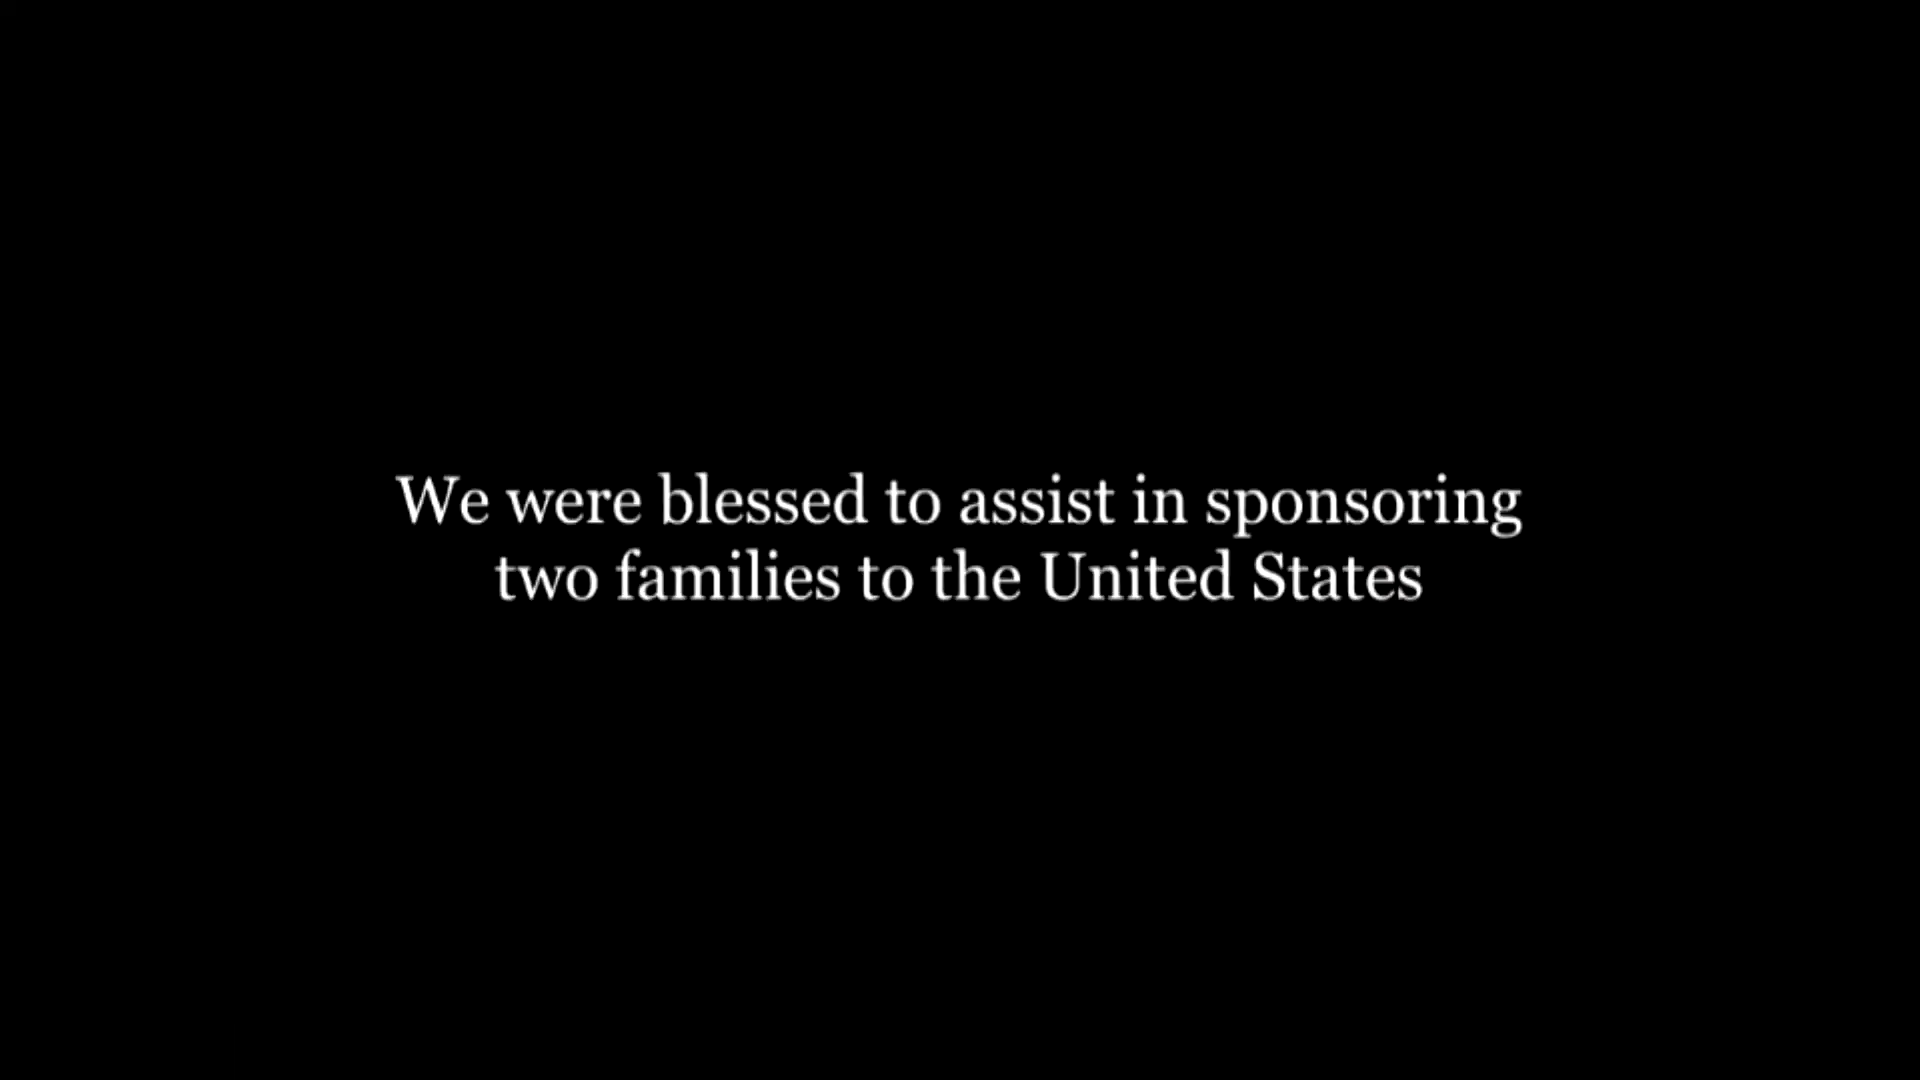 We were blessed to assist in sponsoring
two families to the United States